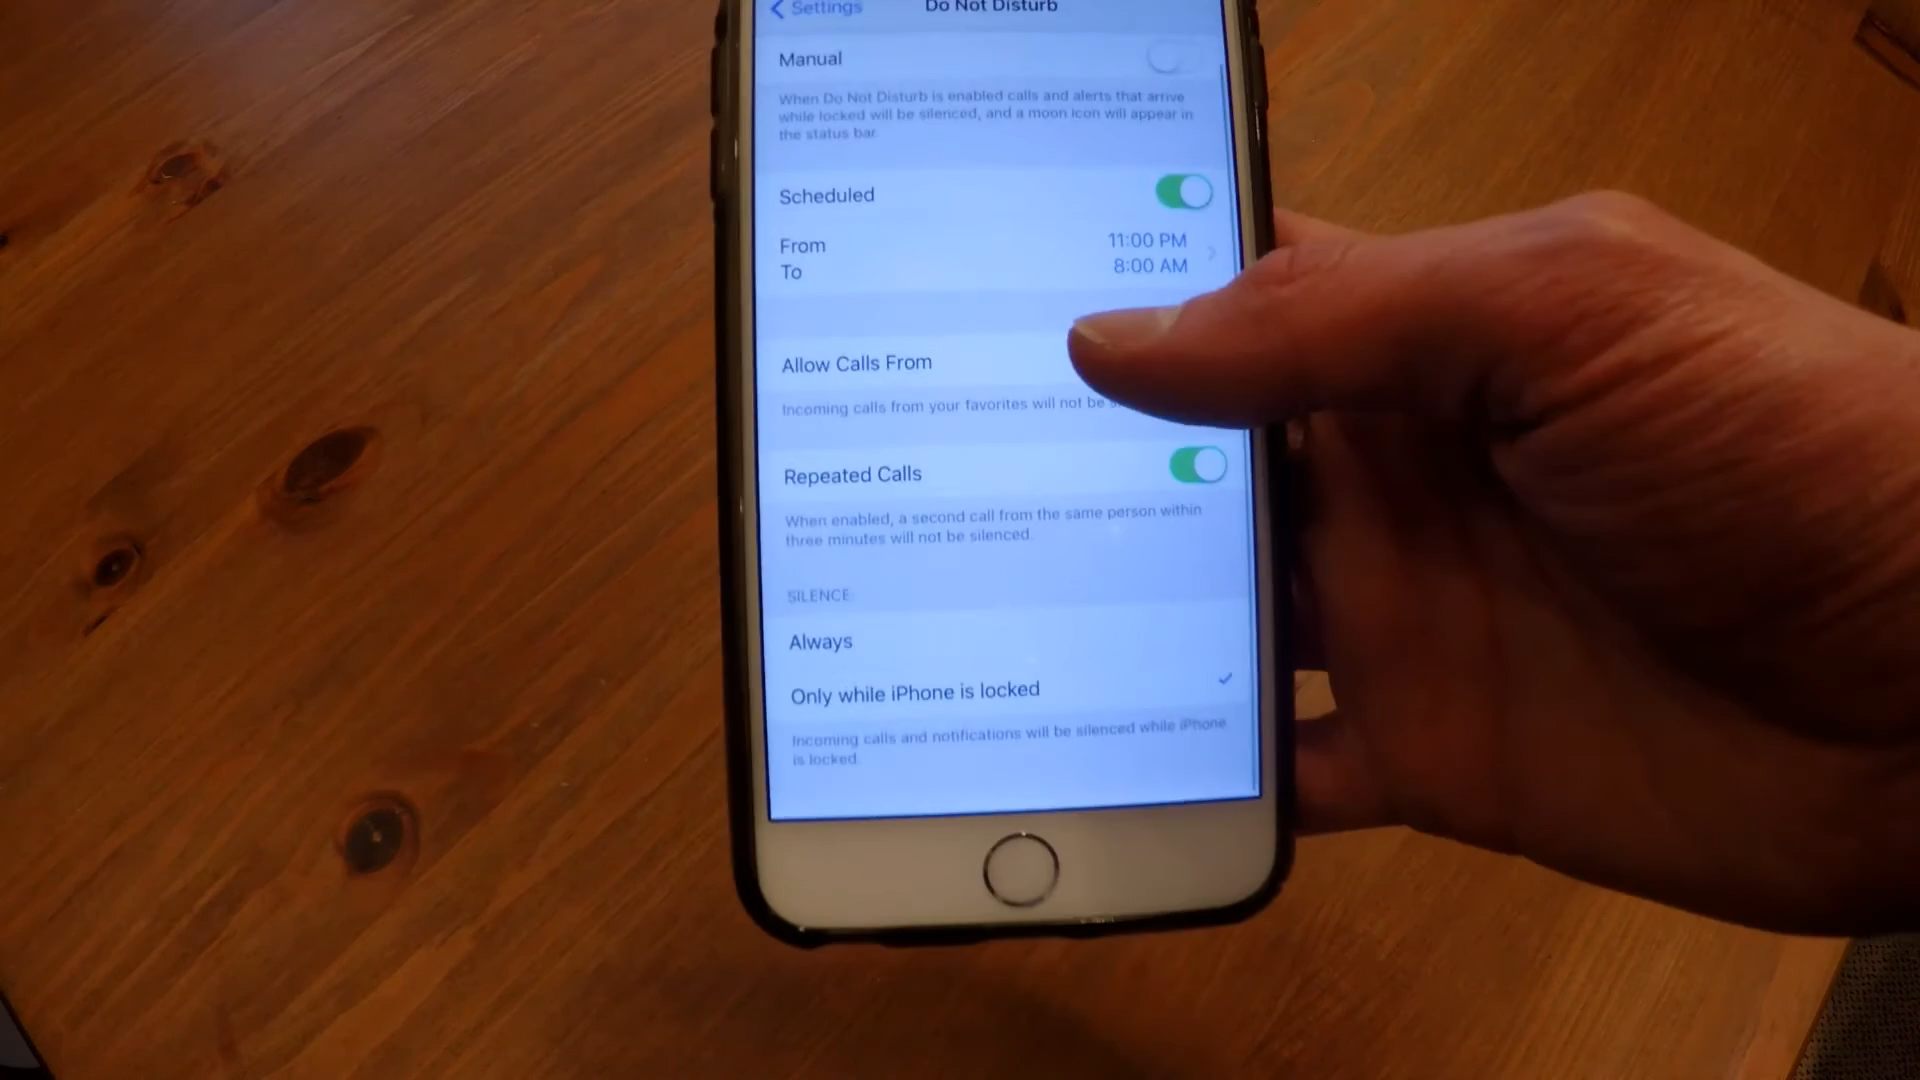 Settings Do Not Disturb
Manual
When Do Not Disturb is enabled calls and alerts that arrive
while locked will be silenced, and a moon icon will appear in
the status bar.
Scheduled
From 11:00 PM
To 8:00 AM
Allow Calls From
Incoming calls from your favorites will not be
Repeated Calls
When enabled, a second call from the same person within
three minutes will not be silenced.
SILENCE:
Always
Only while iPhone is locked
Incoming calls and notifications will be silenced while iPhone
is locked.